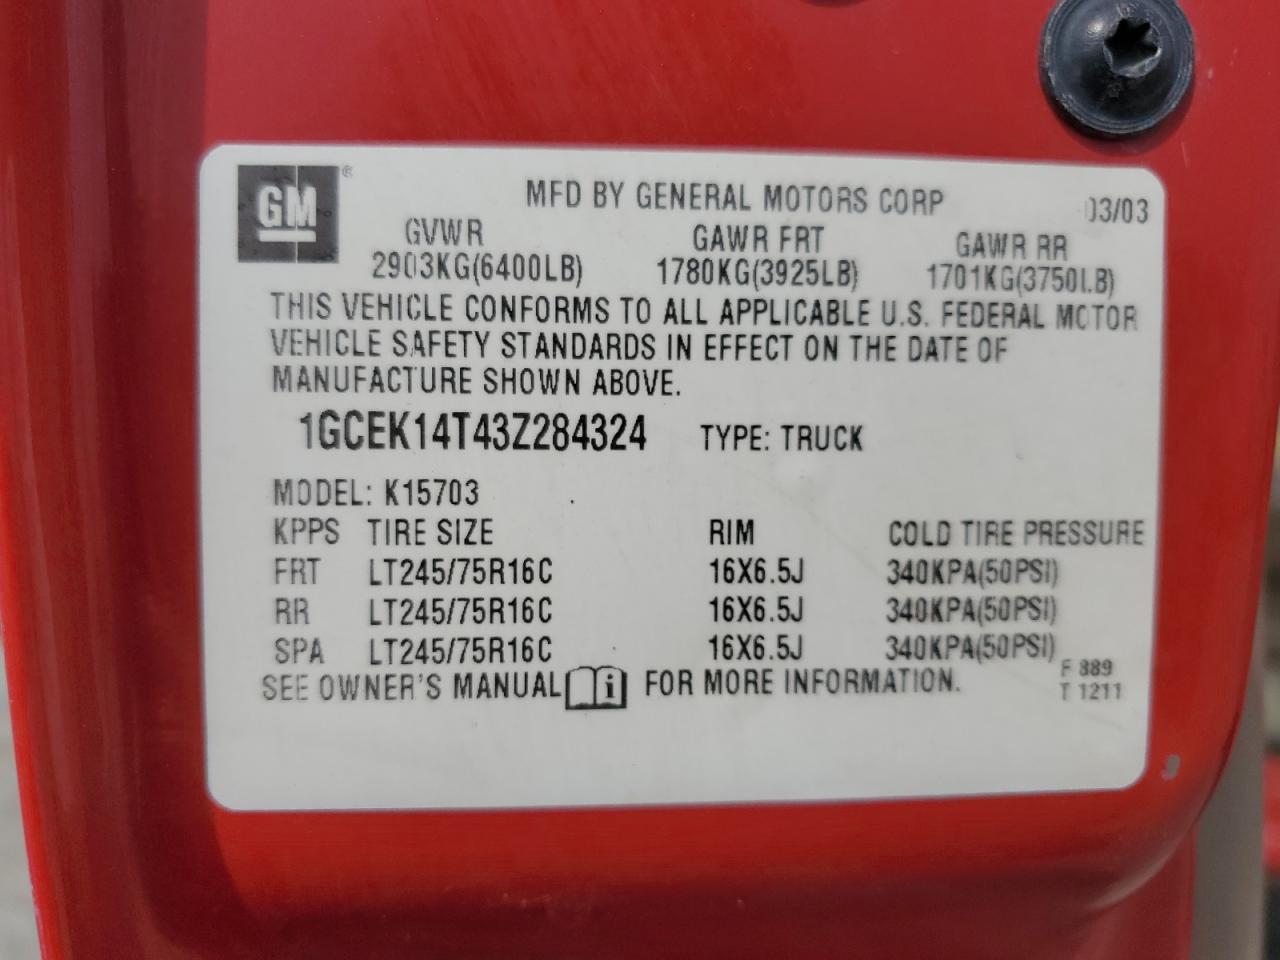 GM ®
MFD BY GENERAL MOTORS CORP 03/03
GVWR GAWR FRT GAWR RR
2903KG(6400LB) 1780KG(3925LB) 1701KG(3750LB)
THIS VEHICLE CONFORMS TO ALL APPLICABLE U.S. FEDERAL MOTOR
VEHICLE SAFETY STANDARDS IN EFFECT ON THE DATE OF
MANUFACTURE SHOWN ABOVE.
1GCEK14T43Z284324 TYPE: TRUCK
MODEL: K15703
KPPS TIRE SIZE RIM COLD TIRE PRESSURE
FRT LT245/75R16C 16X6.5J 340KPA(50PSI)
RR LT245/75R16C 16X6.5J 340KPA(50PSI)
SPA LT245/75R16C 16X6.5J 340KPA(50PSI)
SEE OWNER'S MANUAL i FOR MORE INFORMATION.
F 889
T 1211